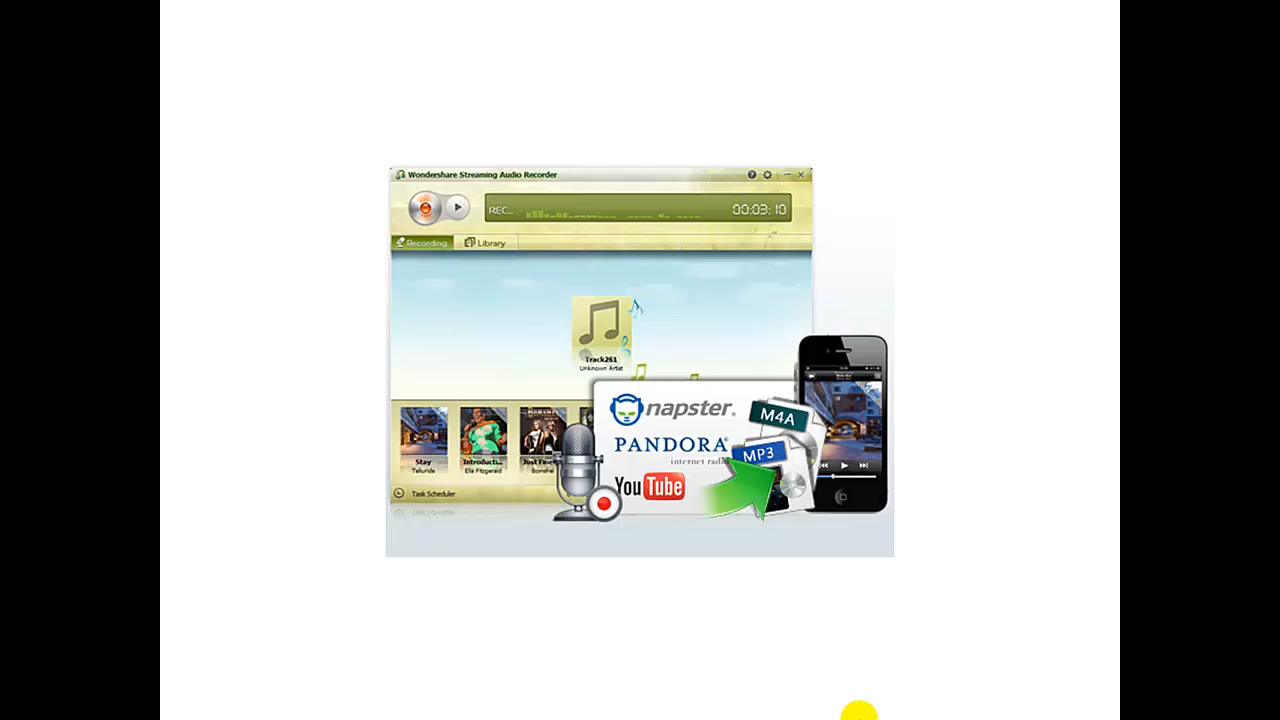 Wondershare Streaming Audio Recorder
REC..
00:03:10
Recording
Library
Track261
Unknown Artist
napster.
PANDORA
internet radio
YouTube
M4A
MP3
Stay
Telluride
Introducti...
Ella Fitzgerald
Just Fine
Bonshai
Task Scheduler